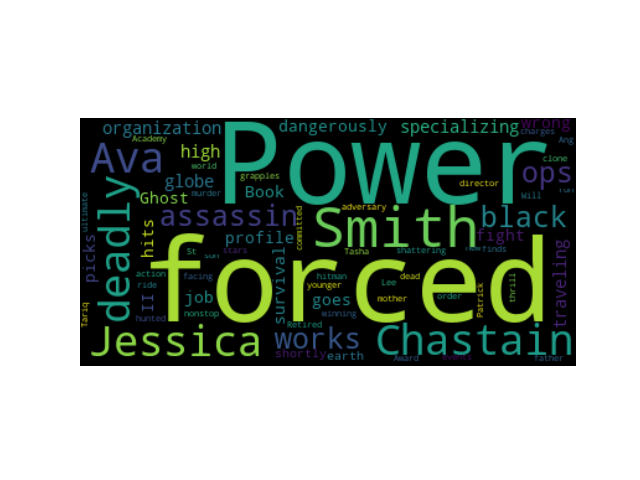 organization
dangerously
specializing
wrong
Academy
charges
Power
Ava
high
Ang
world
clone
grapples
ops
globe
director
Book
murder
Ghost
Will
run
ultimate
deadly
assassin
adversary
Smith
black
committed
hits
profile
fight
St
sun
stars
Tasha
shattering
then
finds
picks
forced
traveling
survival
action
facing
hitman
Lee
dead
ride
job
younger
goes
mother
order
Patrick
thrill
II
hunted
nonstop
winning
Tariq
Retired
Jessica
works
Chastain
shortly
earth
Award
events
father